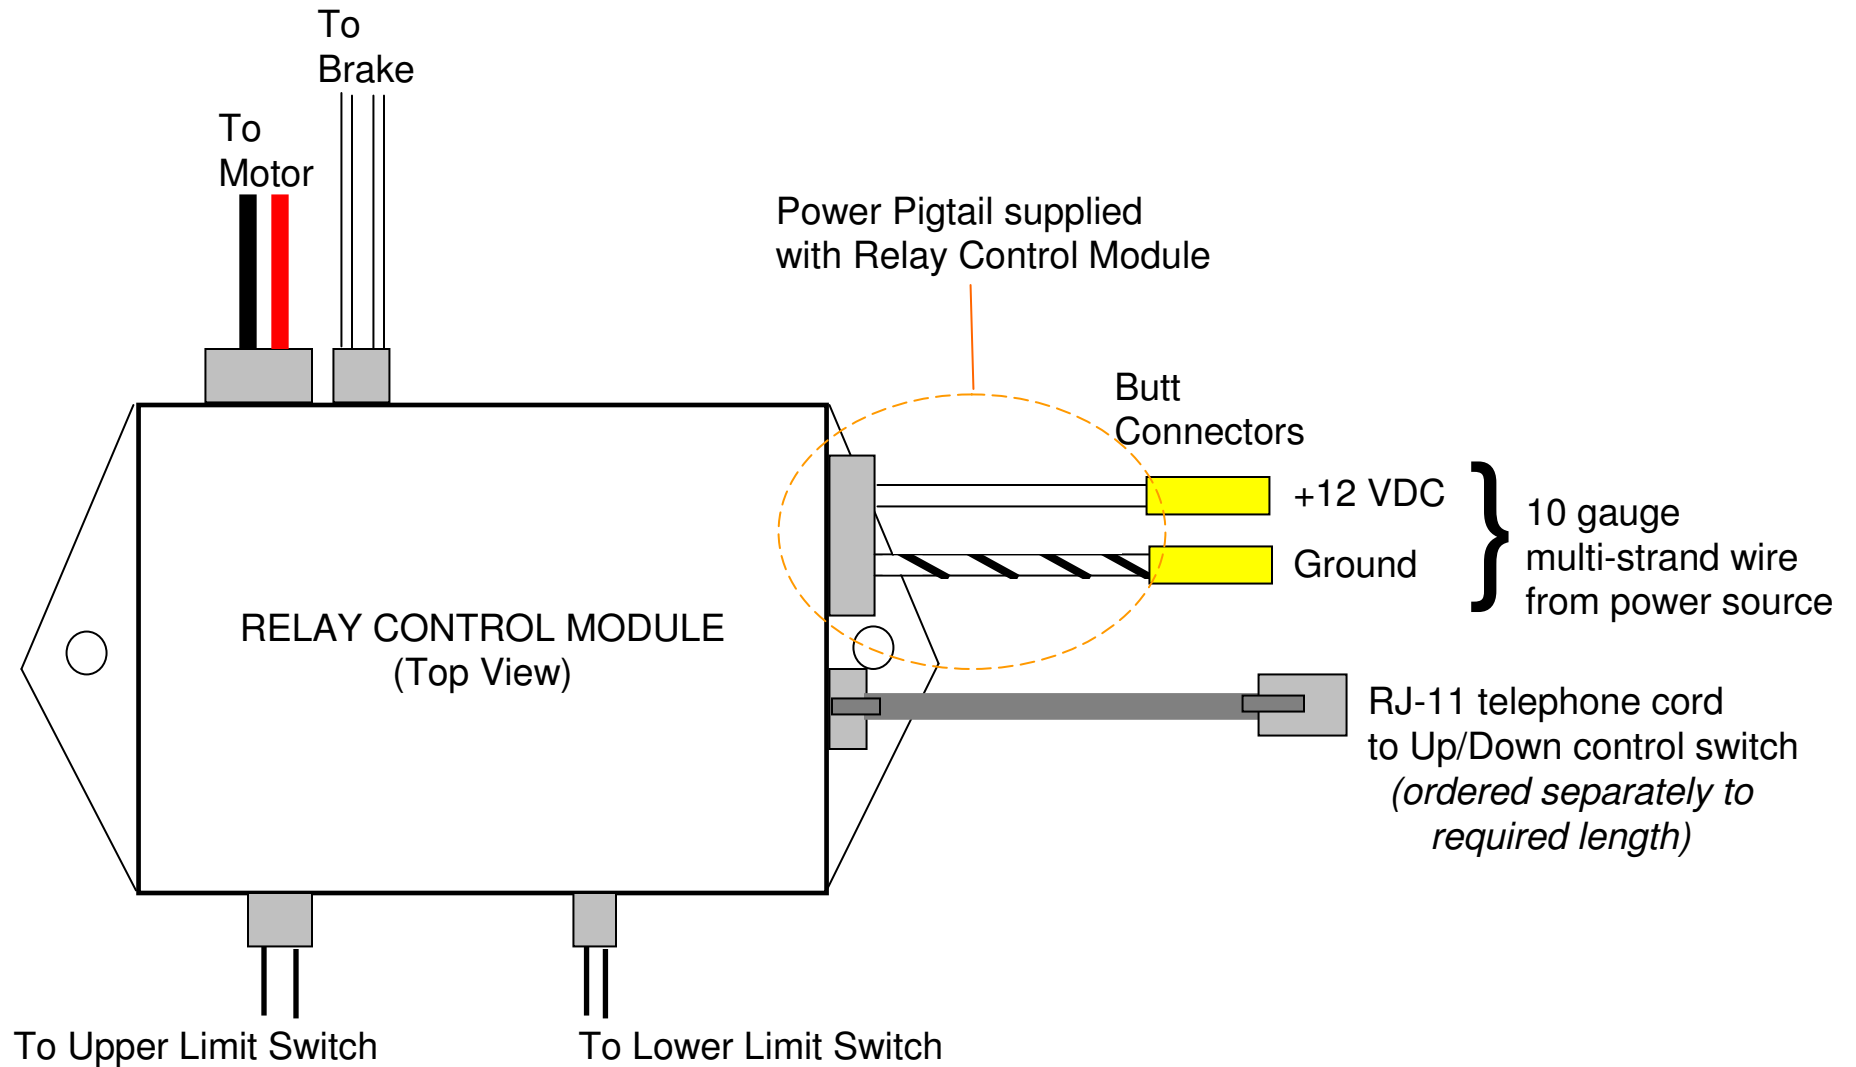 To
Brake
To
Motor
Power Pigtail supplied
with Relay Control Module
Butt
Connectors
+12 VDC
Ground
10 gauge
multi-strand wire
from power source
RELAY CONTROL MODULE
(Top View)
RJ-11 telephone cord
to Up/Down control switch
(ordered separately to
required length)
To Upper Limit Switch
To Lower Limit Switch